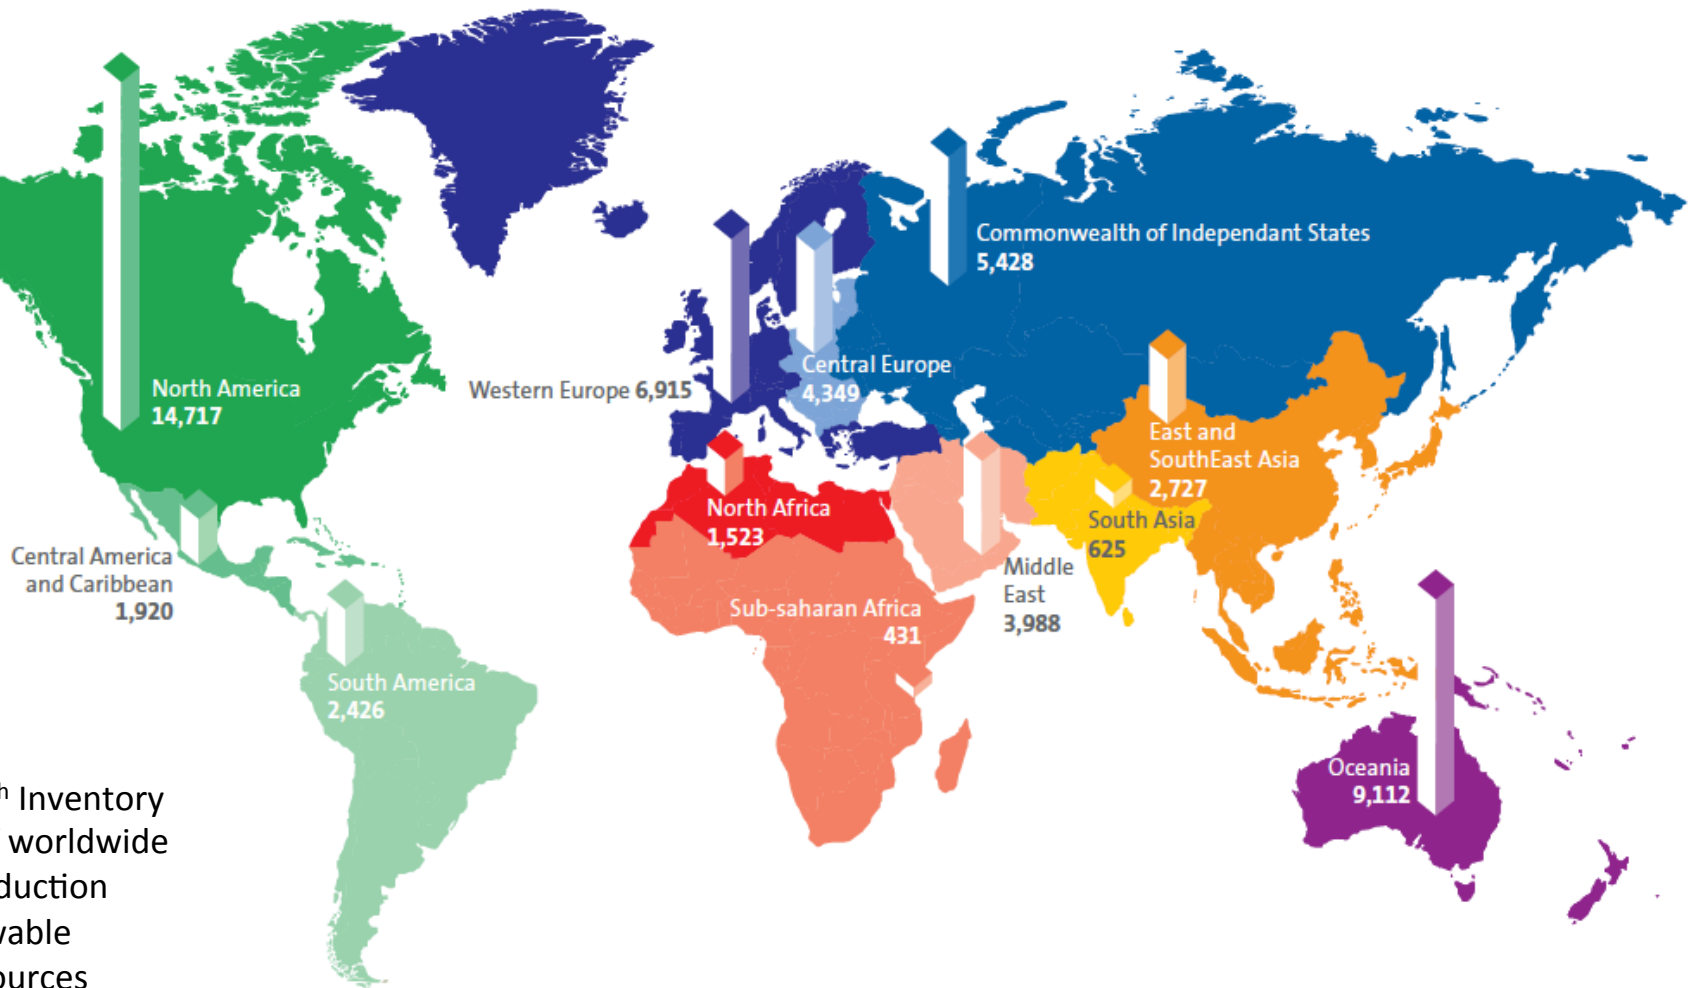 Commonwealth of Independant States
5,428
Central Europe
4,349
Western Europe 6,915
North America
14,717
East and
SouthEast Asia
2,727
North Africa
1,523
South Asia
625
Central America
and Caribbean
1,920
Middle
East
3,988
Sub-saharan Africa
431
South America
2,426
Oceania
9,112
Inventory
worldwide
duction
vable
ources